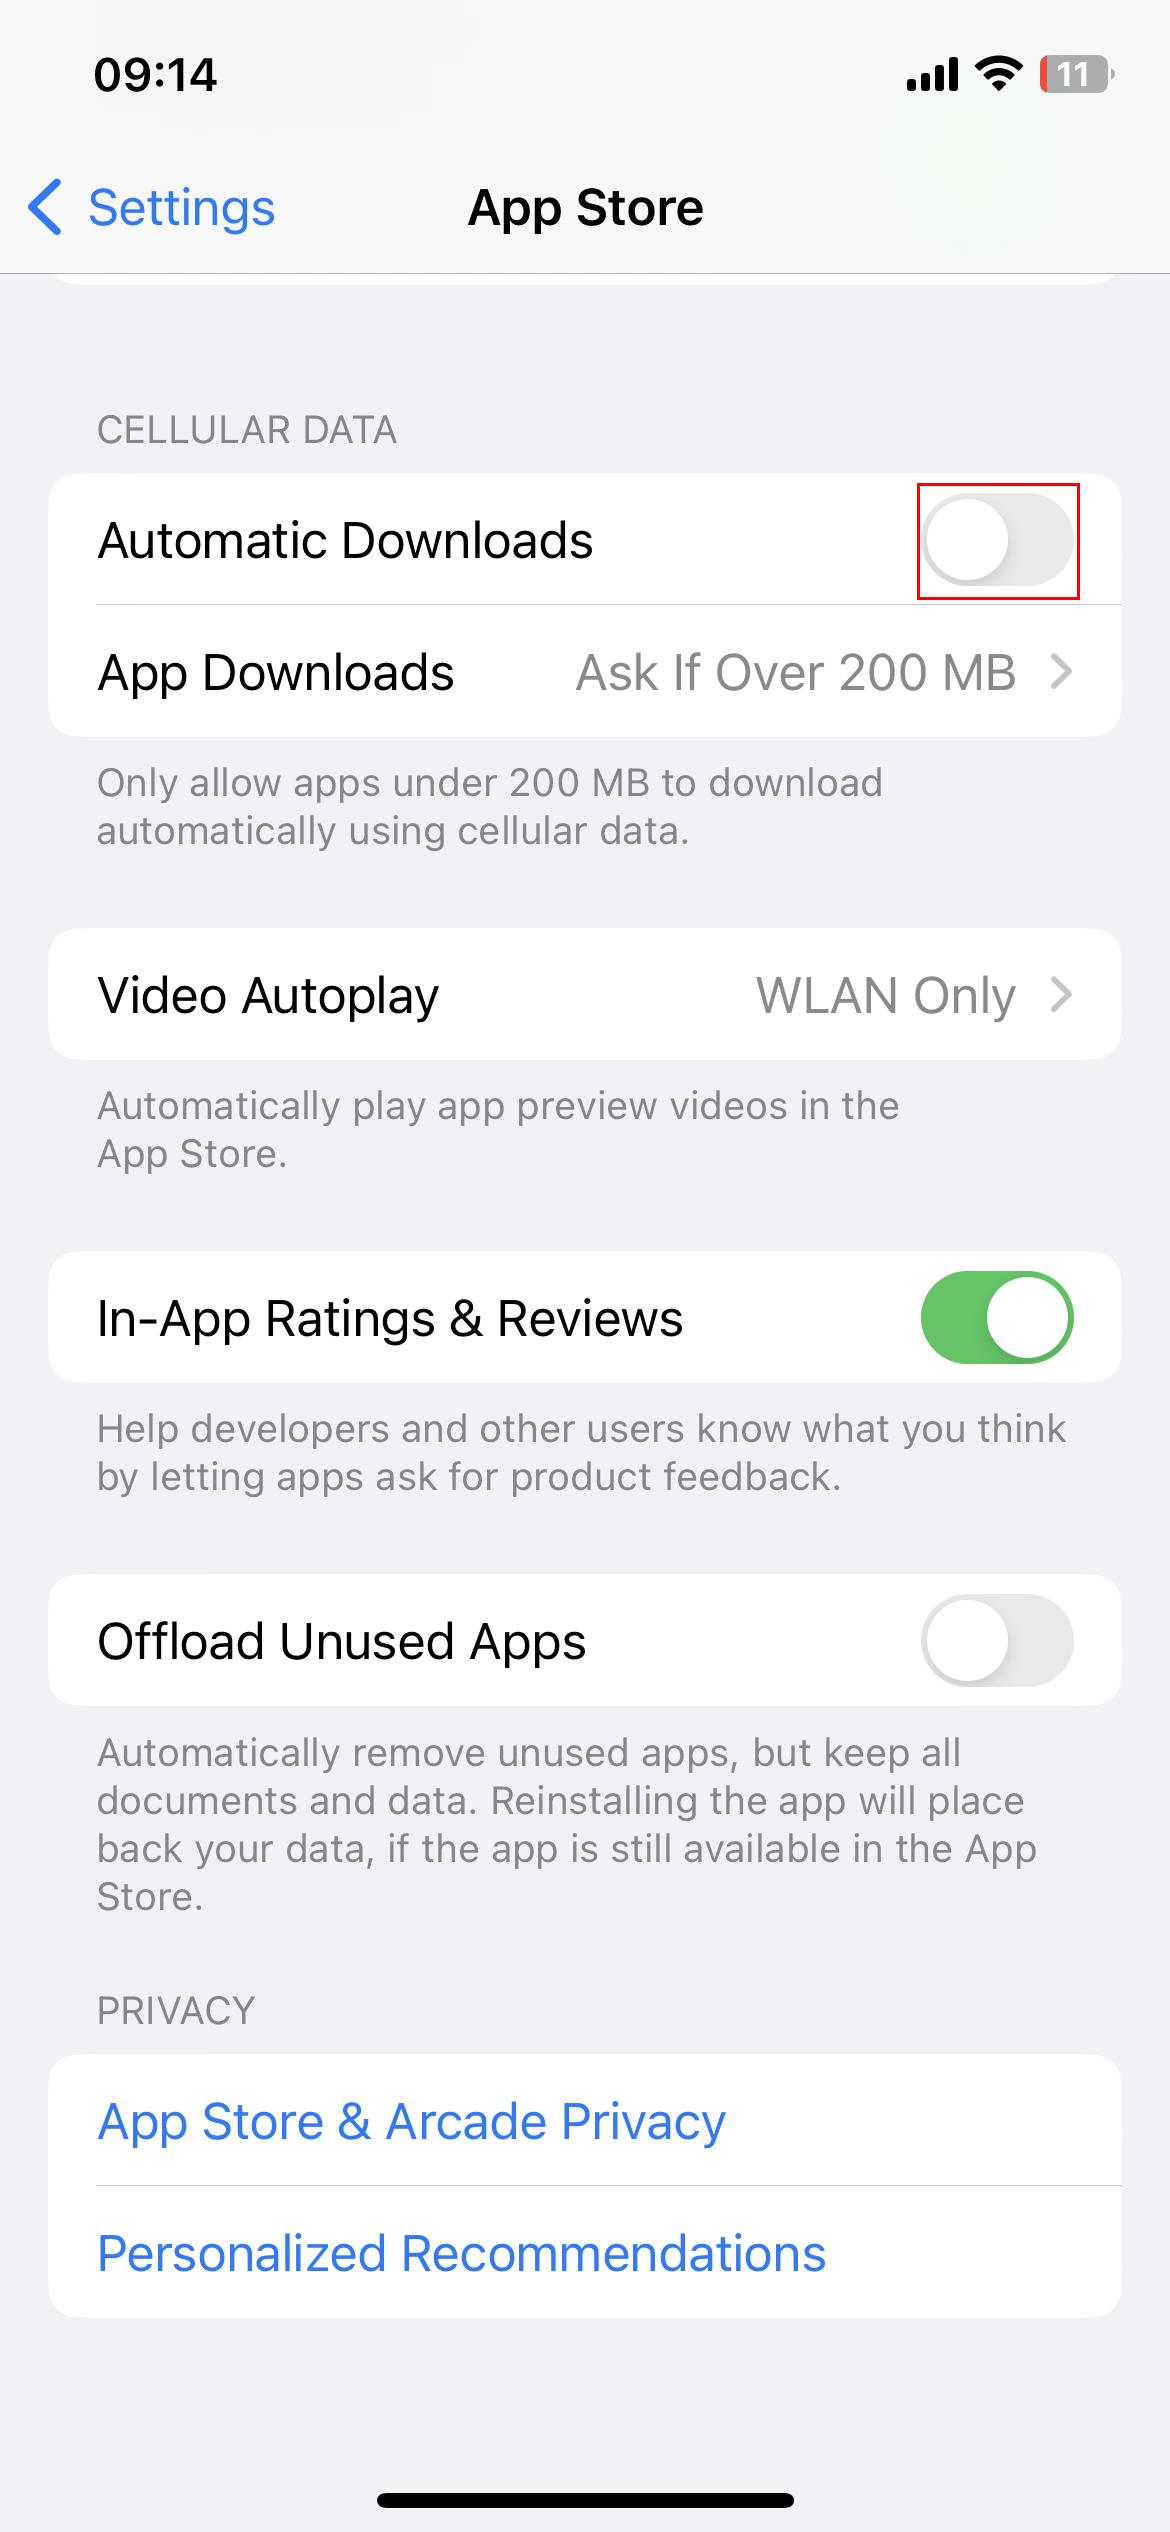 09:14
11
Settings
App Store
CELLULAR DATA
Automatic Downloads
App Downloads Ask If Over 200 MB
Only allow apps under 200 MB to download
automatically using cellular data.
Video Autoplay WLAN Only
Automatically play app preview videos in the
App Store.
In-App Ratings & Reviews
Help developers and other users know what you think
by letting apps ask for product feedback.
Offload Unused Apps
Automatically remove unused apps, but keep all
documents and data. Reinstalling the app will place
back your data, if the app is still available in the App
Store.
PRIVACY
App Store & Arcade Privacy
Personalized Recommendations